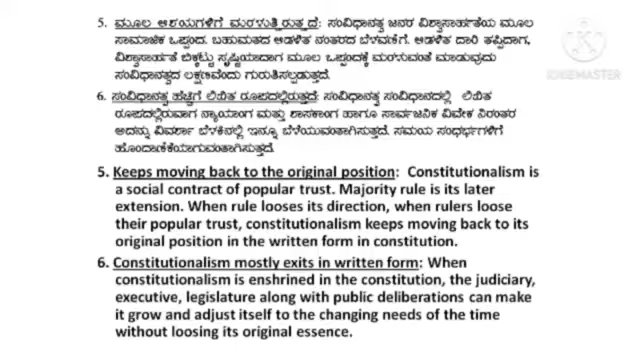 5. ಮೂಲ ಆಶಯಗಳಿಗೆ ಮರಳುತ್ತಿರುತ್ತದೆ: ಸಂವಿಧಾನತ್ವ ಜನರ ವಿಶ್ವಾಸಾರ್ಹತೆಯ ಮೂಲ
ಸಾಮಾಜಿಕ ಒಪ್ಪಂದ. ಬಹುಮತದ ಆಡಳಿತ ನಂತರದ ಬೆಳವಣಿಗೆ. ಆಡಳಿತ ದಾರಿ ತಪ್ಪಿದಾಗ,
ವಿಶ್ವಾಸಾರ್ಹತೆ ಬಿಕ್ಕಟ್ಟು ಸೃಷ್ಟಿಯಾದಾಗ ಮೂಲ ಒಪ್ಪಂದಕ್ಕೆ ಮರಳುವಂತೆ ಮಾಡುವುದು
ಸಂವಿಧಾನತ್ವದ ಲಕ್ಷಣವೆಂದು ಗುರುತಿಸಲ್ಪಡುತ್ತದೆ.
6. ಸಂವಿಧಾನತ್ವ ಹೆಚ್ಚಿಗೆ ಲಿಖಿತ ರೂಪದಲ್ಲಿರುತ್ತದೆ: ಸಂವಿಧಾನತ್ವ ಸಂವಿಧಾನದಲ್ಲಿ ಲಿಖಿತ
ರೂಪದಲ್ಲಿರುವಾಗ ನ್ಯಾಯಾಂಗ ಮತ್ತು ಶಾಸಕಾಂಗ ಹಾಗೂ ಸಾರ್ವಜನಿಕ ವಿವೇಕ ನಿರಂತರ
ಅದನ್ನು ವಿಮರ್ಶಾ ಬೆಳಕಿನಲ್ಲಿ ಇನ್ನೂ ಬೆಳೆಯುವಂತಾಗಿಸುತ್ತದೆ. ಸಮಯ ಸಂದರ್ಭಗಳಿಗೆ
ಹೊಂದಾಣಿಕೆಯಾಗುವಂತಾಗಿಸುತ್ತದೆ.
KINEMASTER
5. Keeps moving back to the original position: Constitutionalism is
a social contract of popular trust. Majority rule is its later
extension. When rule looses its direction, when rulers loose
their popular trust, constitutionalism keeps moving back to its
original position in the written form in constitution.
6. Constitutionalism mostly exits in written form: When
constitutionalism is enshrined in the constitution, the judiciary,
executive, legislature along with public deliberations can make
it grow and adjust itself to the changing needs of the time
without loosing its original essence.